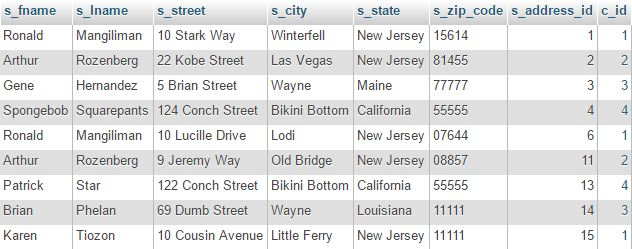 s_fname s_lname s_street s_city s_state s_zip_code s_address_id c_id
Ronald Mangiliman 10 Stark Way Winterfell New Jersey 15614 1 1
Arthur Rozenberg 22 Kobe Street Las Vegas New Jersey 81455 2 2
Gene Hernandez 5 Brian Street Wayne Maine 77777 3 3
Spongebob Squarepants 124 Conch Street Bikini Bottom California 55555 4 4
Ronald Mangiliman 10 Lucille Drive Lodi New Jersey 07644 6 1
Arthur Rozenberg 9 Jeremy Way Old Bridge New Jersey 08857 11 2
Patrick Star 122 Conch Street Bikini Bottom California 55555 13 4
Brian Phelan 69 Dumb Street Wayne Louisiana 11111 14 3
Karen Tiozon 10 Cousin Avenue Little Ferry New Jersey 11111 15 1